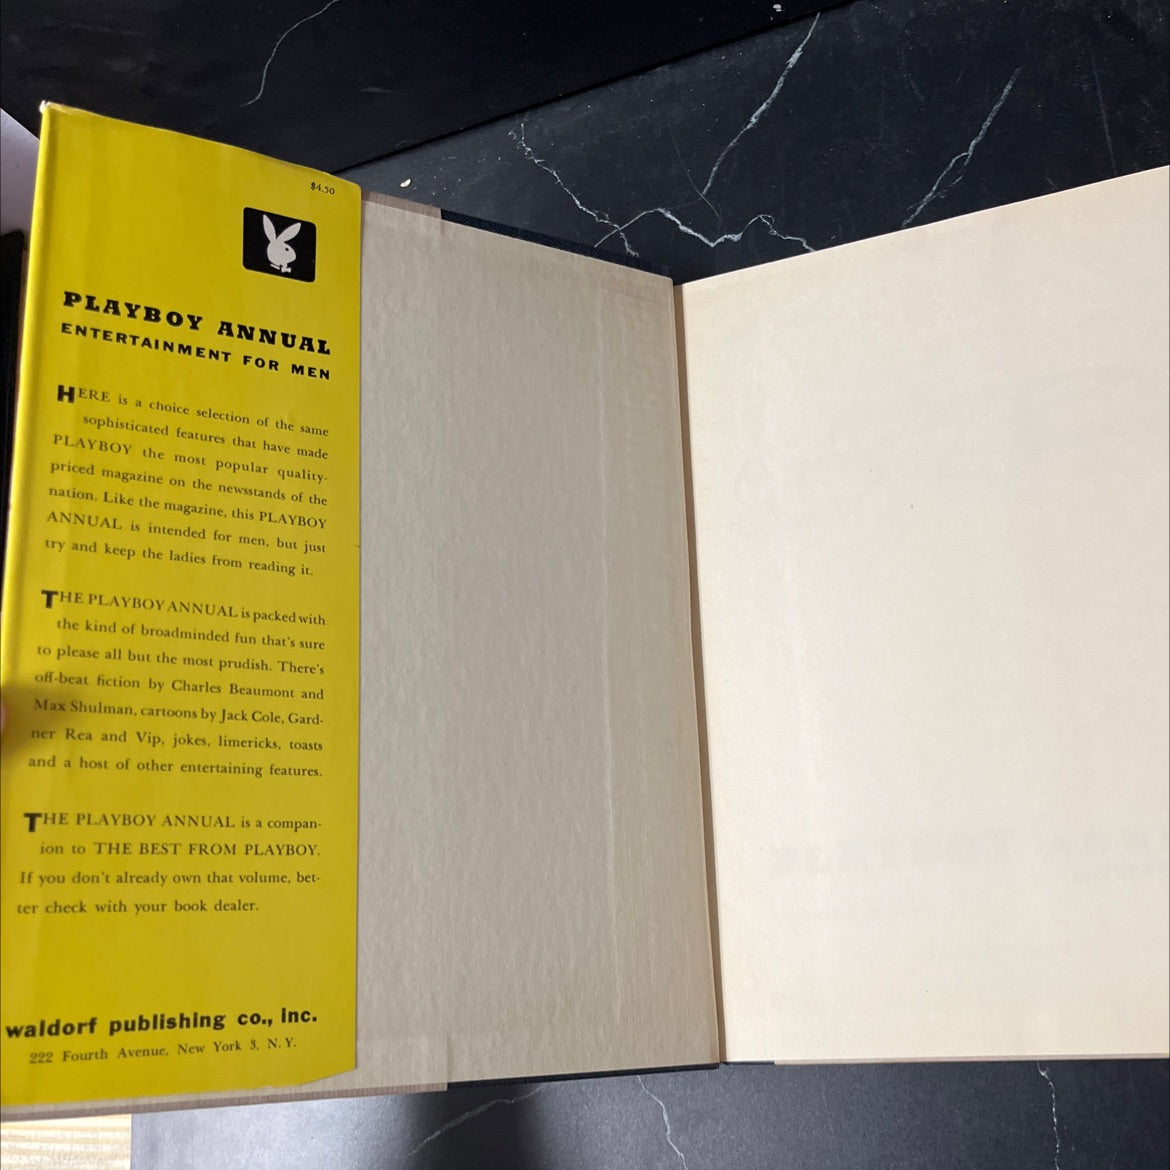 $4.50
PLAYBOY ANNUAL
ENTERTAINMENT FOR MEN
HERE is a choice selection of the same
sophisticated features that have made
PLAYBOY the most popular quality-
priced magazine on the newsstands of the
nation. Like the magazine, this PLAYBOY
ANNUAL is intended for men, but just
try and keep the ladies from reading it.
THE PLAYBOY ANNUAL is packed with
the kind of broadminded fun that's sure
to please all but the most prudish. There's
off-beat fiction by Charles Beaumont and
Max Shulman, cartoons by Jack Cole, Gard-
ner Rea and Vip, jokes, limericks, toasts
and a host of other entertaining features.
THE PLAYBOY ANNUAL is a compan-
ion to THE BEST FROM PLAYBOY.
If you don't already own that volume, bet-
ter check with your book dealer.
waldorf publishing co., inc.
222 Fourth Avenue, New York 3, N. Y.